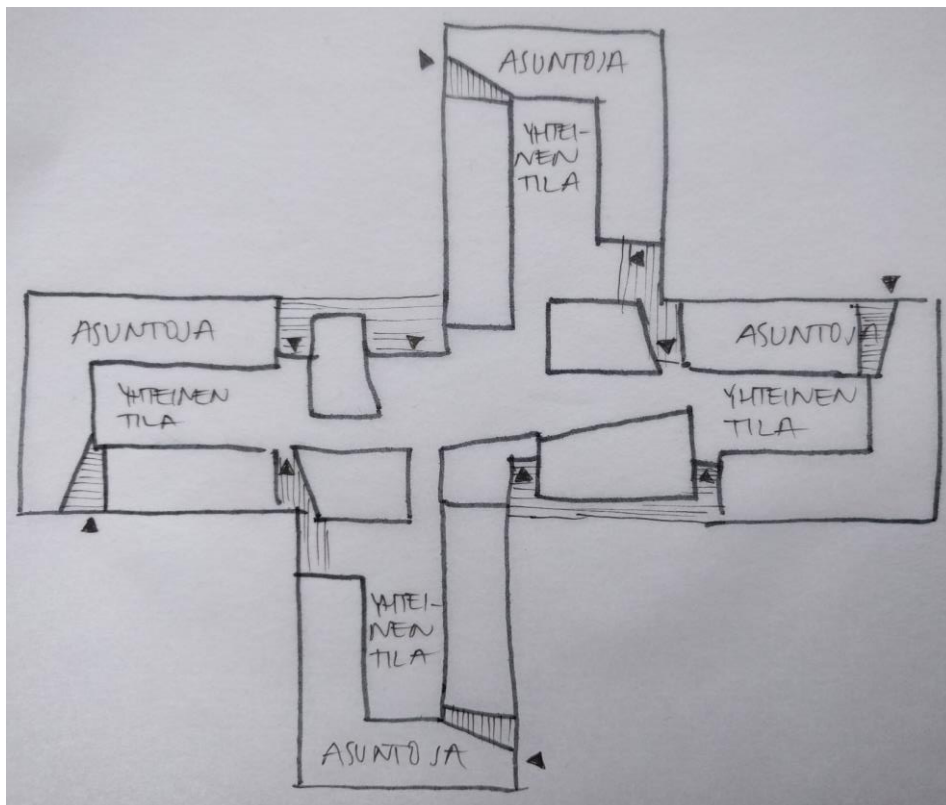 ASUNTOJA
YHTEI-
NEN
TILA
ASUNTOJA
YHTEINEN
TILA
ASUNTOJA
YHTEINEN
TILA
YHTEI-
NEN
TILA
ASUNTOJA